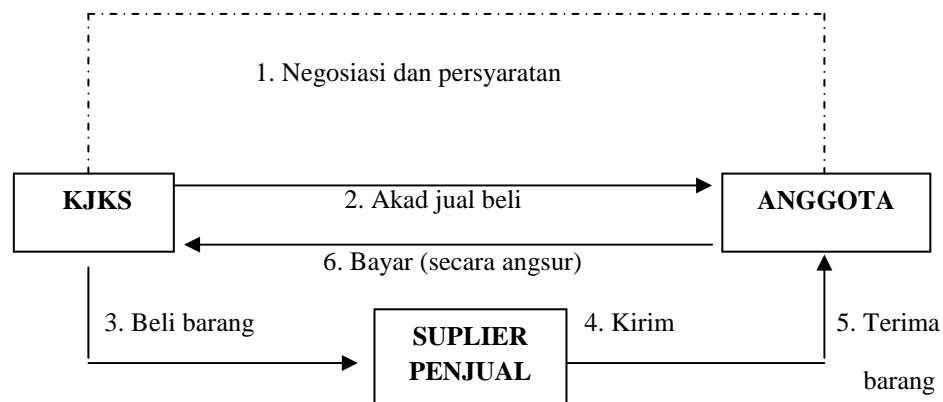 1. Negosiasi dan persyaratan
KJKS
2. Akad jual beli
ANGGOTA
6. Bayar (secara angsur)
3. Beli barang
SUPLIER
PENJUAL
4. Kirim
5. Terima
barang